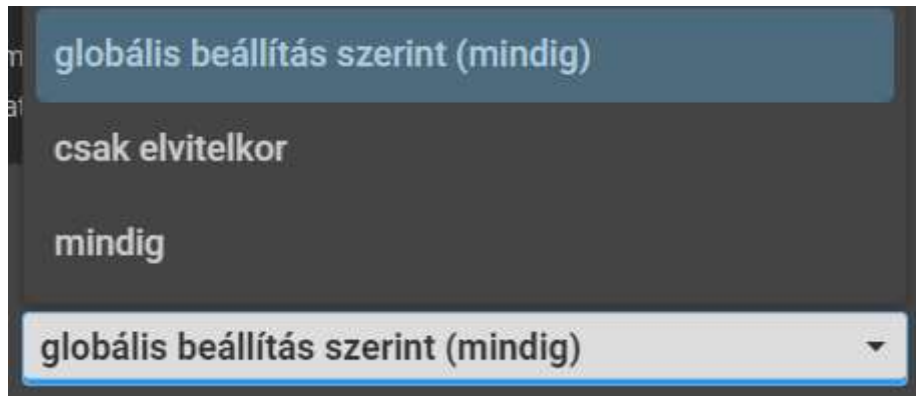 globális beállítás szerint (mindig)
csak elvitelkor
mindig
globális beállítás szerint (mindig)